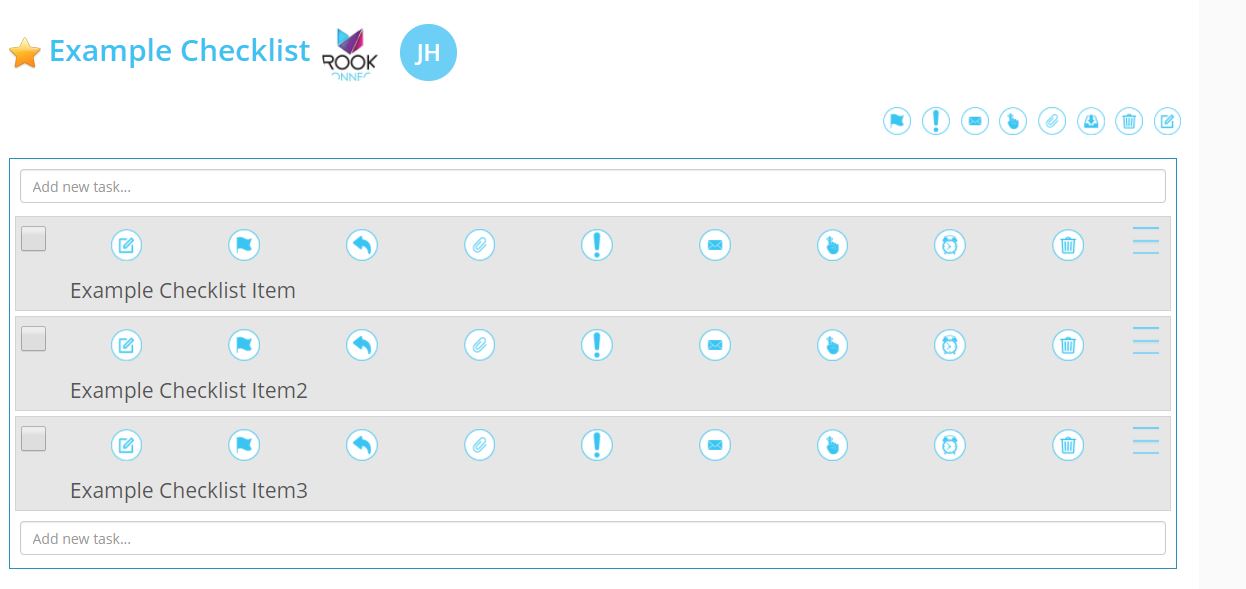 Example Checklist
ROOK
CONNECT
JH
Add new task...
Example Checklist Item
Example Checklist Item2
Example Checklist Item3
Add new task...